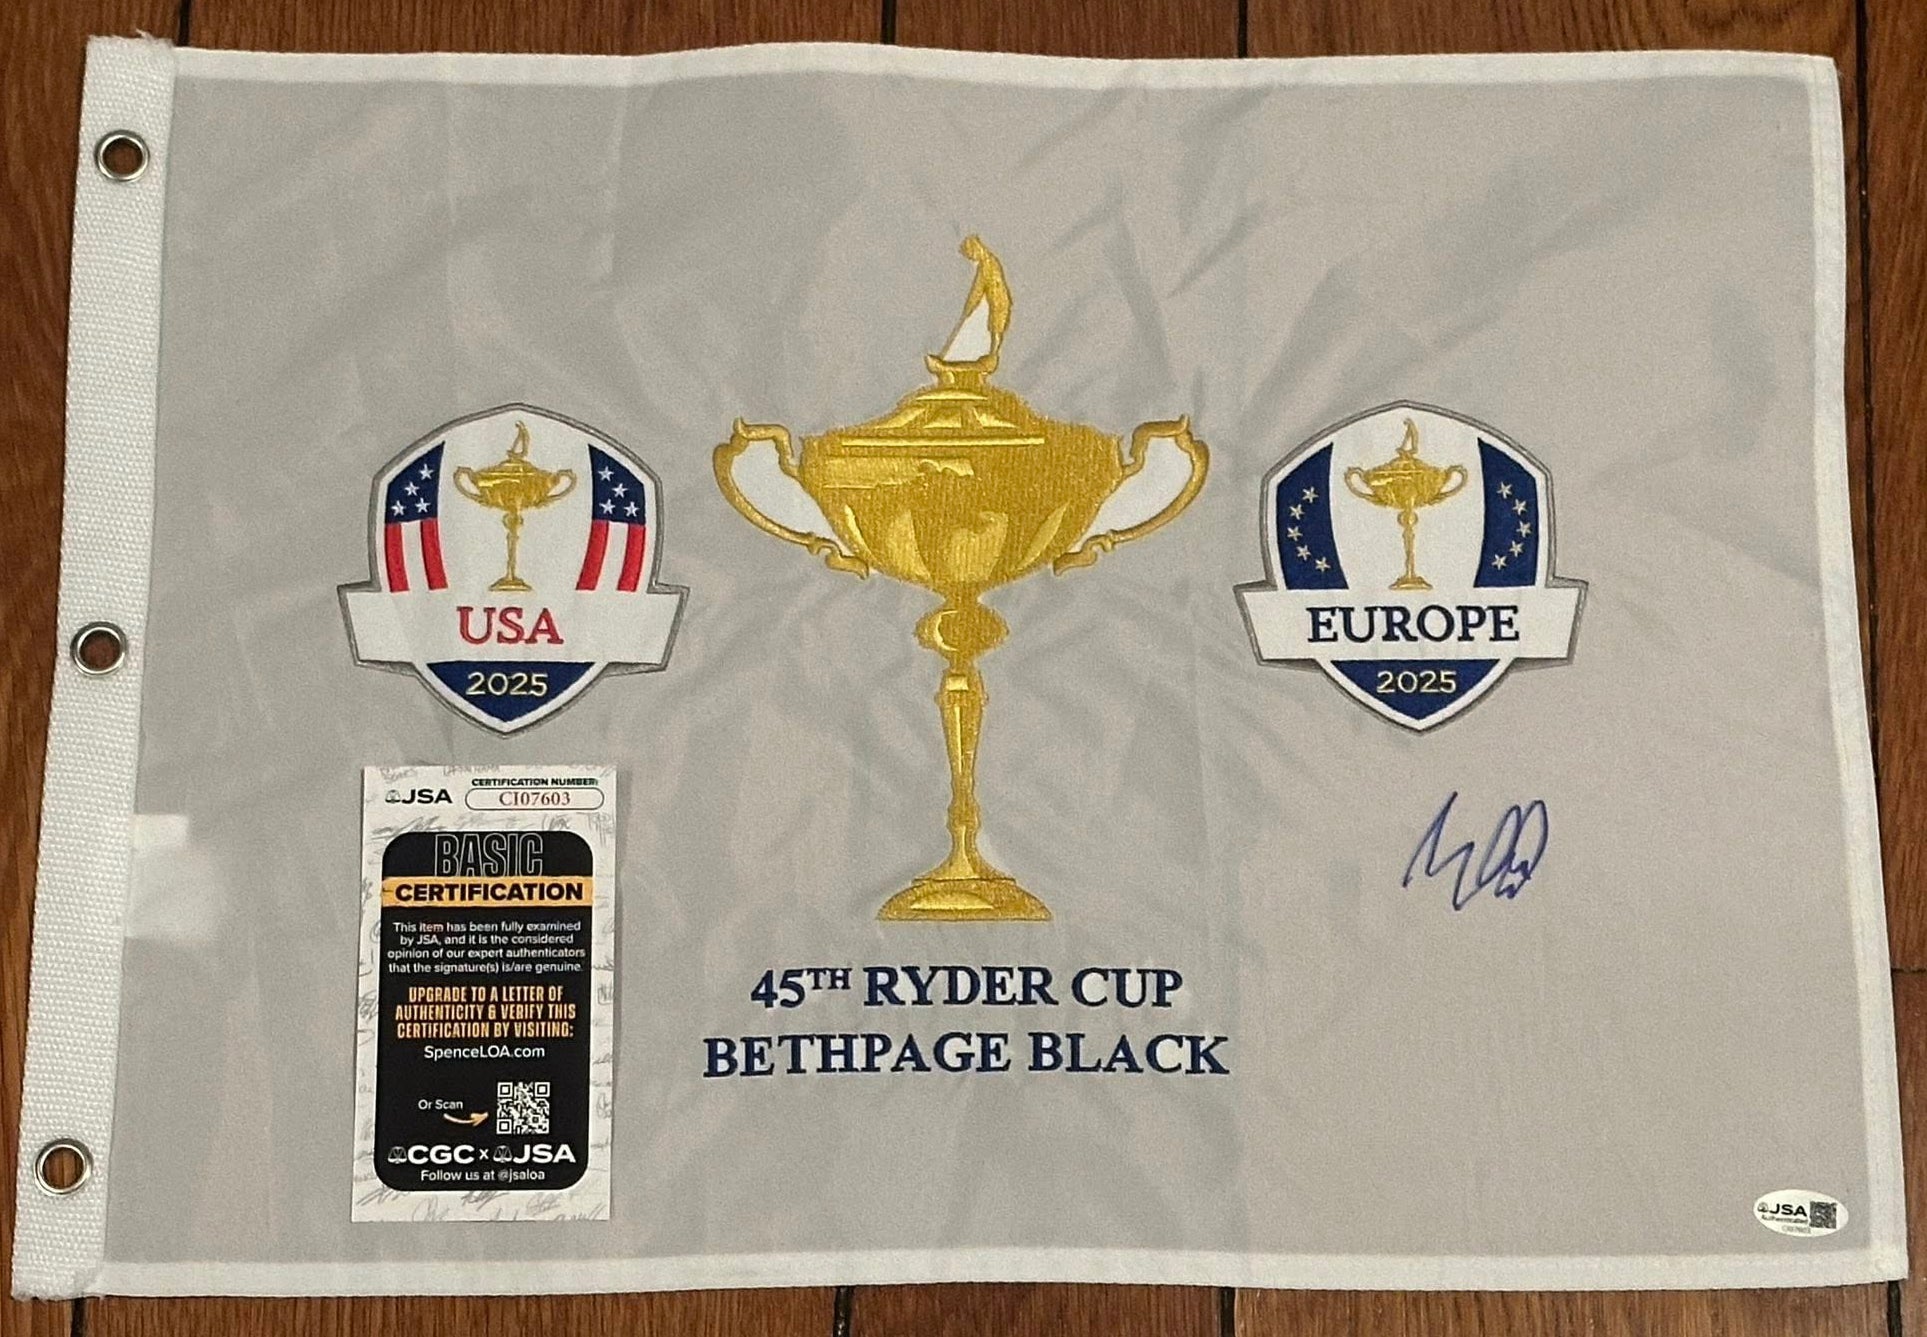 USA
2025
EUROPE
2025
45TH RYDER CUP
BETHPAGE BLACK
JSA
CERTIFICATION NUMBER:
CI07603
BASIC
CERTIFICATION
This item has been fully examined
by JSA, and it is the considered
opinion of our expert authenticators
that the signature(s) is/are genuine.
UPGRADE TO A LETTER OF
AUTHENTICITY & VERIFY THIS
CERTIFICATION BY VISITING:
SpenceLOA.com
Or Scan
CGC x JSA
Follow us at @jsaloa
JSA
Authenticated
CI07603